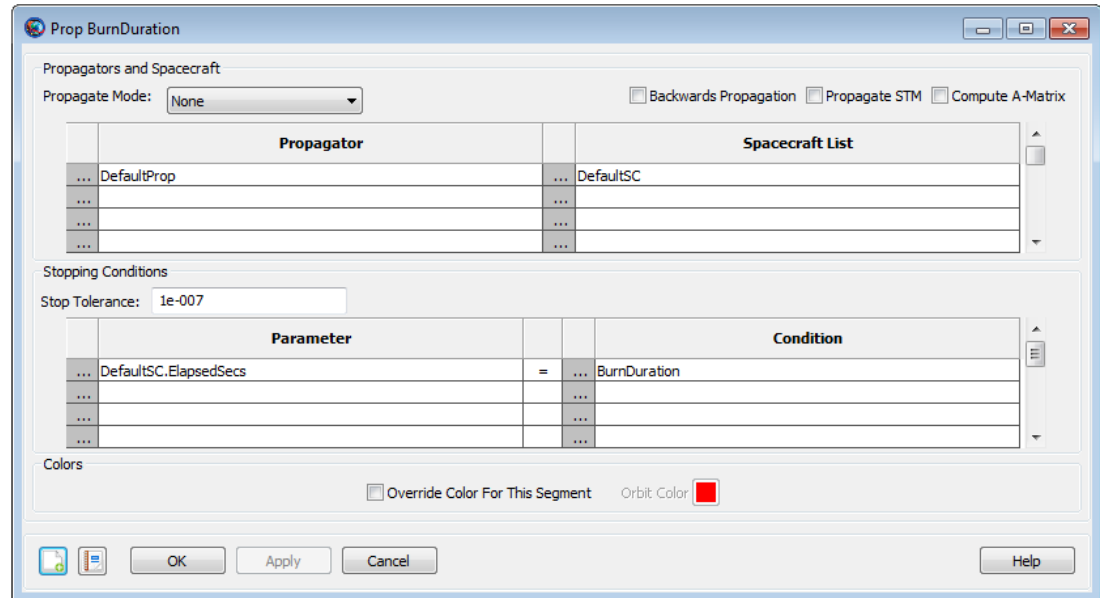 Prop BurnDuration
Propagators and Spacecraft
Propagate Mode: None Backwards Propagation Propagate STM Compute A-Matrix
Propagator Spacecraft List
... DefaultProp ... DefaultSC
... ...
... ...
... ...
Stopping Conditions
Stop Tolerance: 1e-007
Parameter Condition
... DefaultSC.ElapsedSecs = ... BurnDuration
... ...
... ...
... ...
Colors
Override Color For This Segment Orbit Color
OK Apply Cancel Help